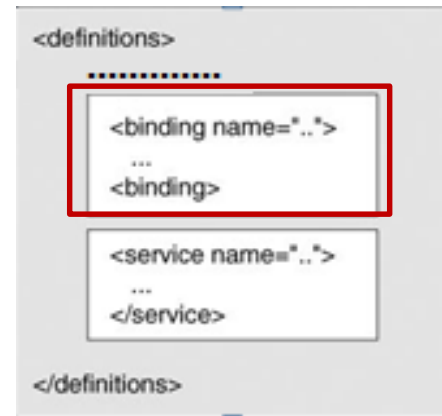 <definitions>
.............
<binding name="..">
...
<binding>
<service name="..">
...
</service>
</definitions>